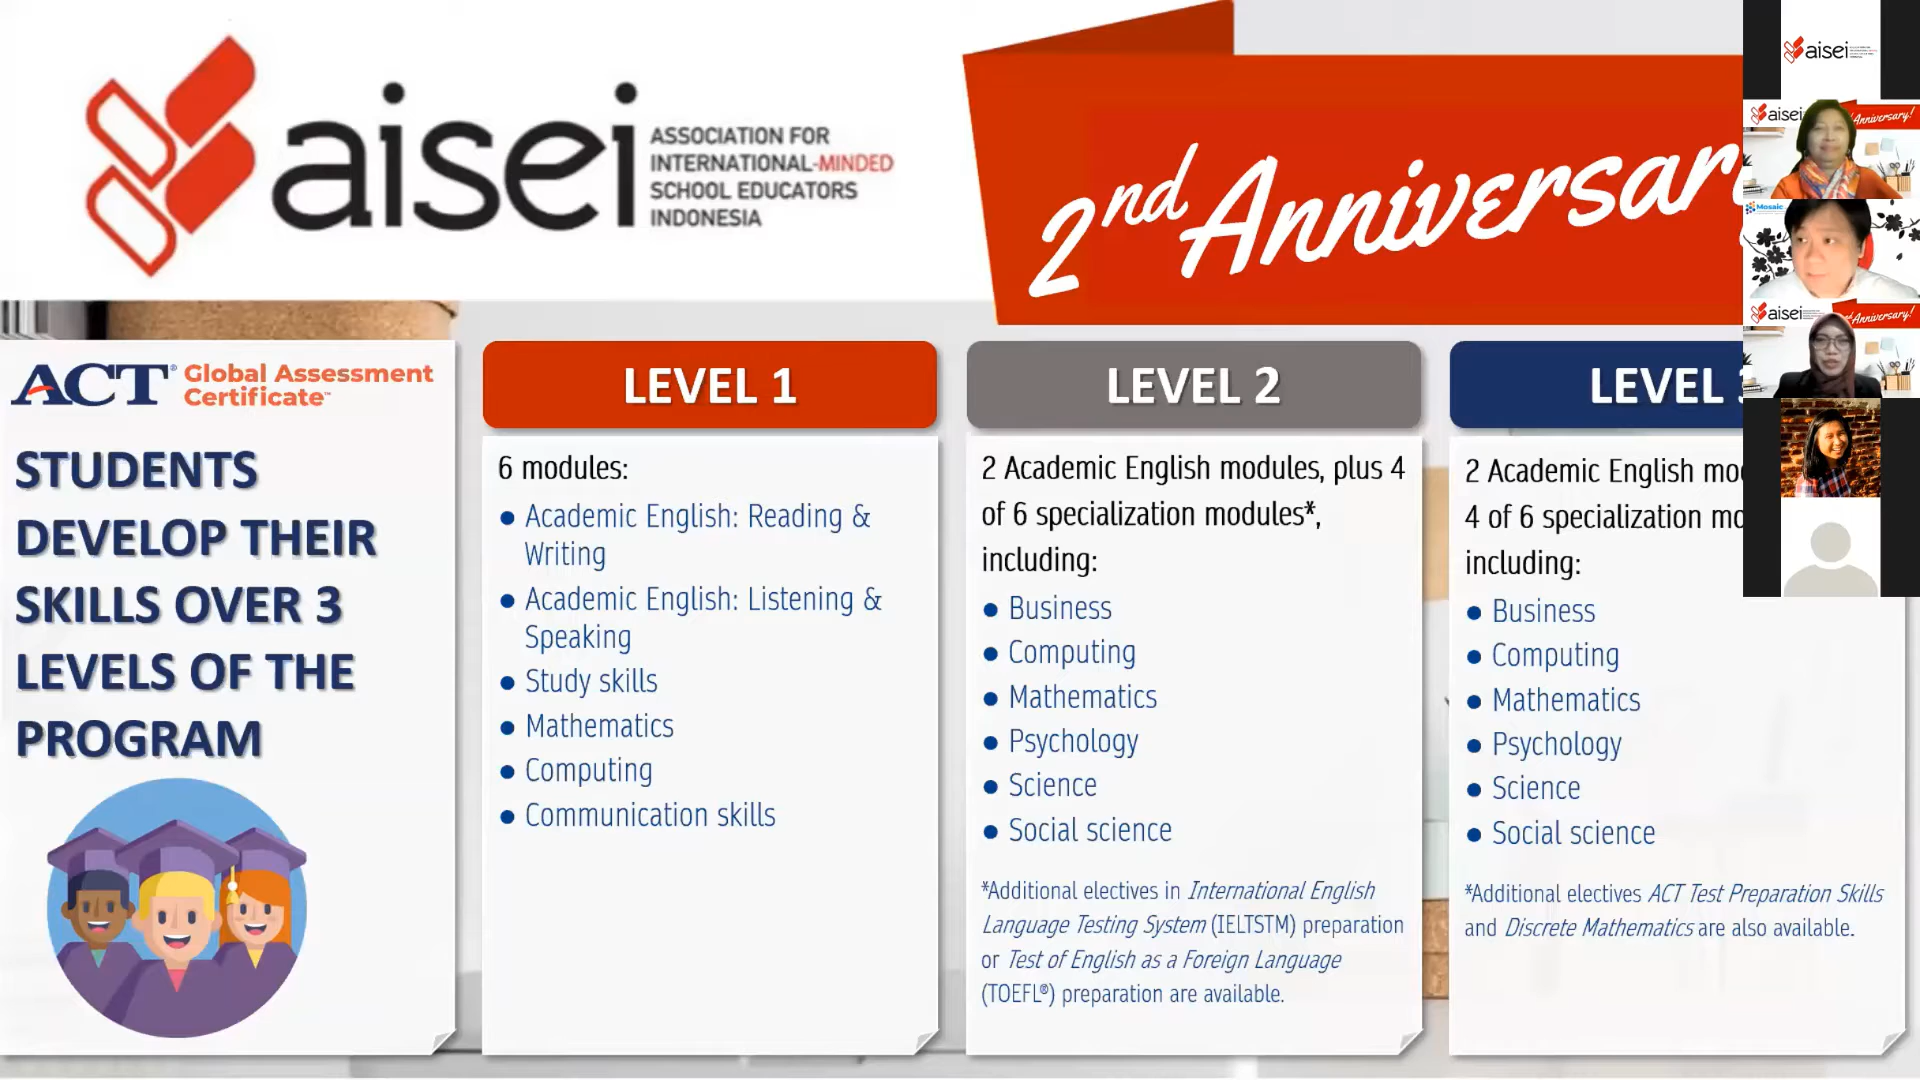 aisei
ASSOCIATION FOR
INTERNATIONAL-MINDED
SCHOOL EDUCATORS
INDONESIA
2nd Anniversar
ACT® Global Assessment
Certificate™
STUDENTS
DEVELOP THEIR
SKILLS OVER 3
LEVELS OF THE
PROGRAM
LEVEL 1
6 modules:
● Academic English: Reading &
Writing
● Academic English: Listening &
Speaking
● Study skills
● Mathematics
● Computing
● Communication skills
LEVEL 2
2 Academic English modules, plus 4
of 6 specialization modules*,
including:
● Business
● Computing
● Mathematics
● Psychology
● Science
● Social science
*Additional electives in International English
Language Testing System (IELTSTM) preparation
or Test of English as a Foreign Language
(TOEFL®) preparation are available.
LEVEL
2 Academic English mo
4 of 6 specialization mo
including:
● Business
● Computing
● Mathematics
● Psychology
● Science
● Social science
*Additional electives ACT Test Preparation Skills
and Discrete Mathematics are also available.
aisei
aisei
Anniversary!
Mosaic
aisei
Anniversary!